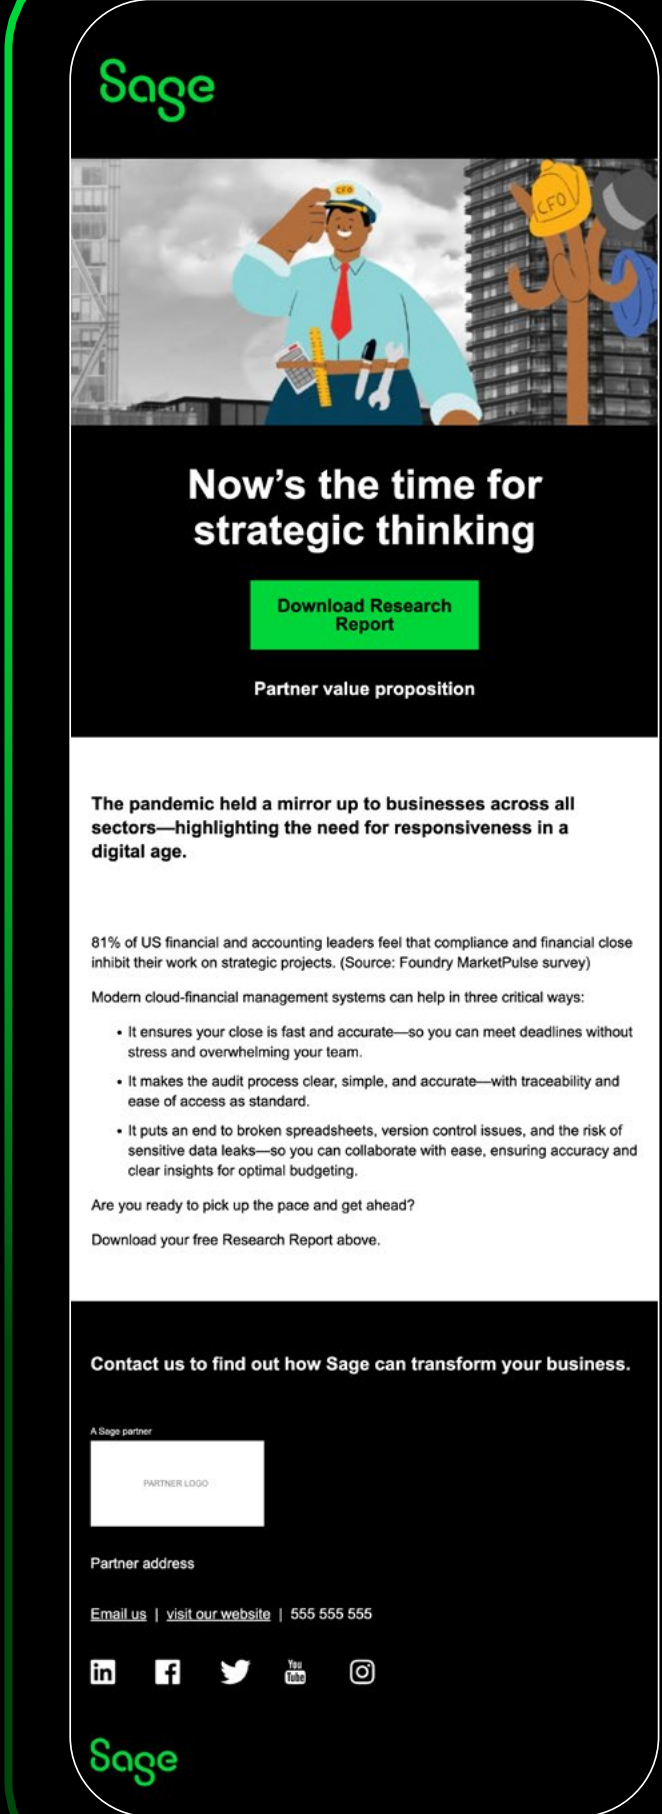 Sage
CFO
CFO
Now’s the time for
strategic thinking
Download Research
Report
Partner value proposition
The pandemic held a mirror up to businesses across all
sectors—highlighting the need for responsiveness in a
digital age.
81% of US financial and accounting leaders feel that compliance and financial close
inhibit their work on strategic projects. (Source: Foundry MarketPulse survey)
Modern cloud-financial management systems can help in three critical ways:
• It ensures your close is fast and accurate—so you can meet deadlines without
stress and overwhelming your team.
• It makes the audit process clear, simple, and accurate—with traceability and
ease of access as standard.
• It puts an end to broken spreadsheets, version control issues, and the risk of
sensitive data leaks—so you can collaborate with ease, ensuring accuracy and
clear insights for optimal budgeting.
Are you ready to pick up the pace and get ahead?
Download your free Research Report above.
Contact us to find out how Sage can transform your business.
A Sage partner
PARTNER LOGO
Partner address
Email us | visit our website | 555 555 555
in f You Tube
Sage